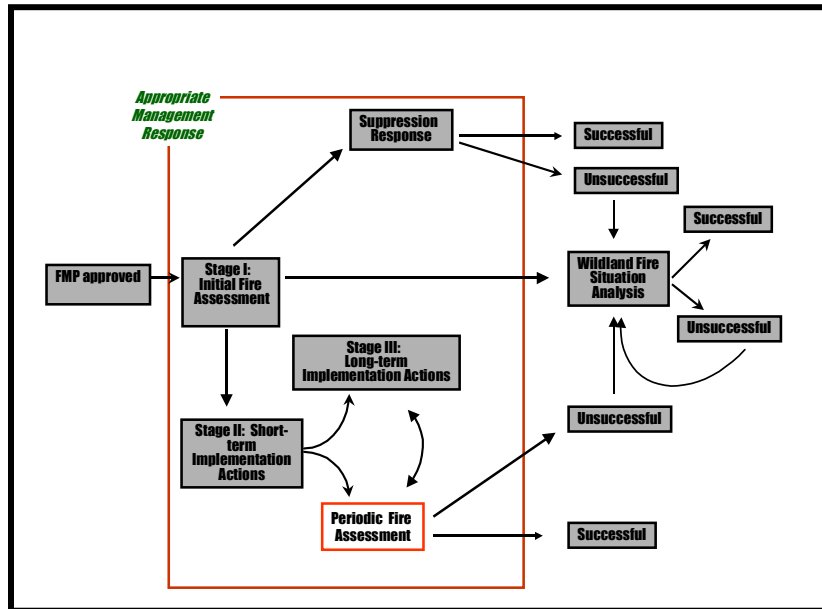 Appropriate
Management
Response
Suppression
Response
Successful
Unsuccessful
Successful
FMP approved
Stage I:
Initial Fire
Assessment
Wildland Fire
Situation
Analysis
Unsuccessful
Stage III:
Long-term
Implementation Actions
Stage II: Short-
term
Implementation
Actions
Unsuccessful
Periodic Fire
Assessment
Successful